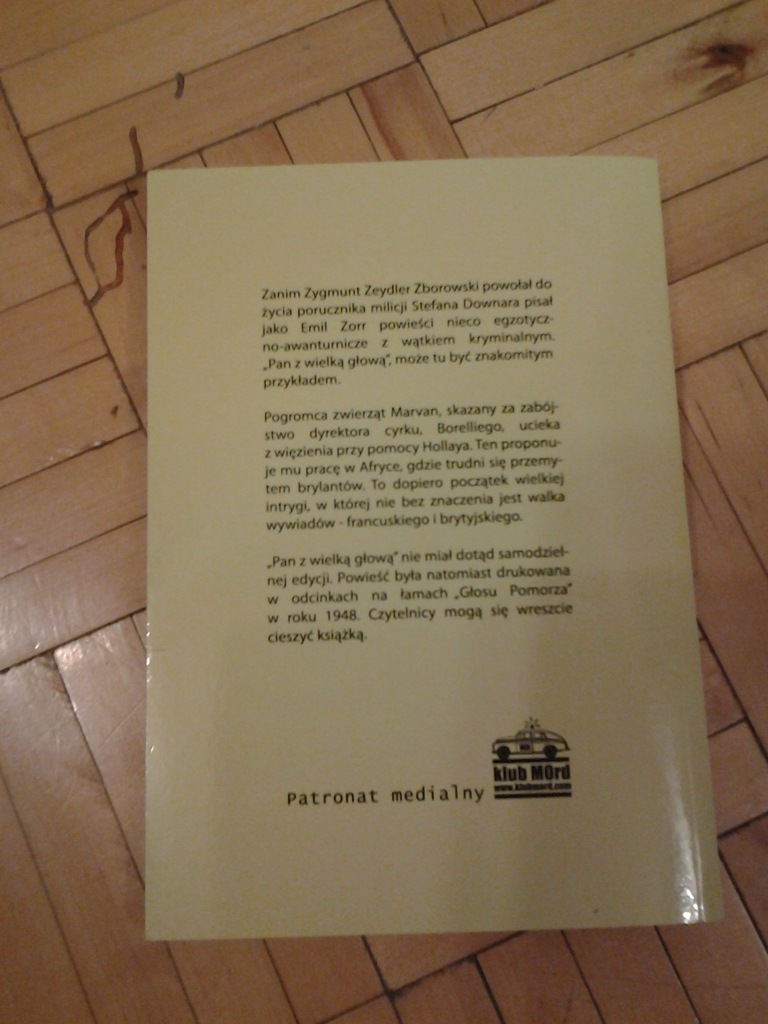 Zanim Zygmunt Zeydler Zborowski powołał do
życia porucznika milicji Stefana Downara pisał
jako Emil Zorr powieści nieco egzotycz-
no-awanturnicze z wątkiem kryminalnym.
„Pan z wielką głową”, może tu być znakomitym
przykładem.
Pogromca zwierząt Marvan, skazany za zabój-
stwo dyrektora cyrku, Borelliego, ucieka
z więzienia przy pomocy Hollaya. Ten proponu-
je mu pracę w Afryce, gdzie trudni się przemy-
tem brylantów. To dopiero początek wielkiej
intrygi, w której nie bez znaczenia jest walka
wywiadów - francuskiego i brytyjskiego.
„Pan z wielką głową” nie miał dotąd samodziel-
nej edycji. Powieść była natomiast drukowana
w odcinkach na łamach „Głosu Pomorza”
w roku 1948. Czytelnicy mogą się wreszcie
cieszyć książką.
Patronat medialny
klub MOrd
www.klubmord.com